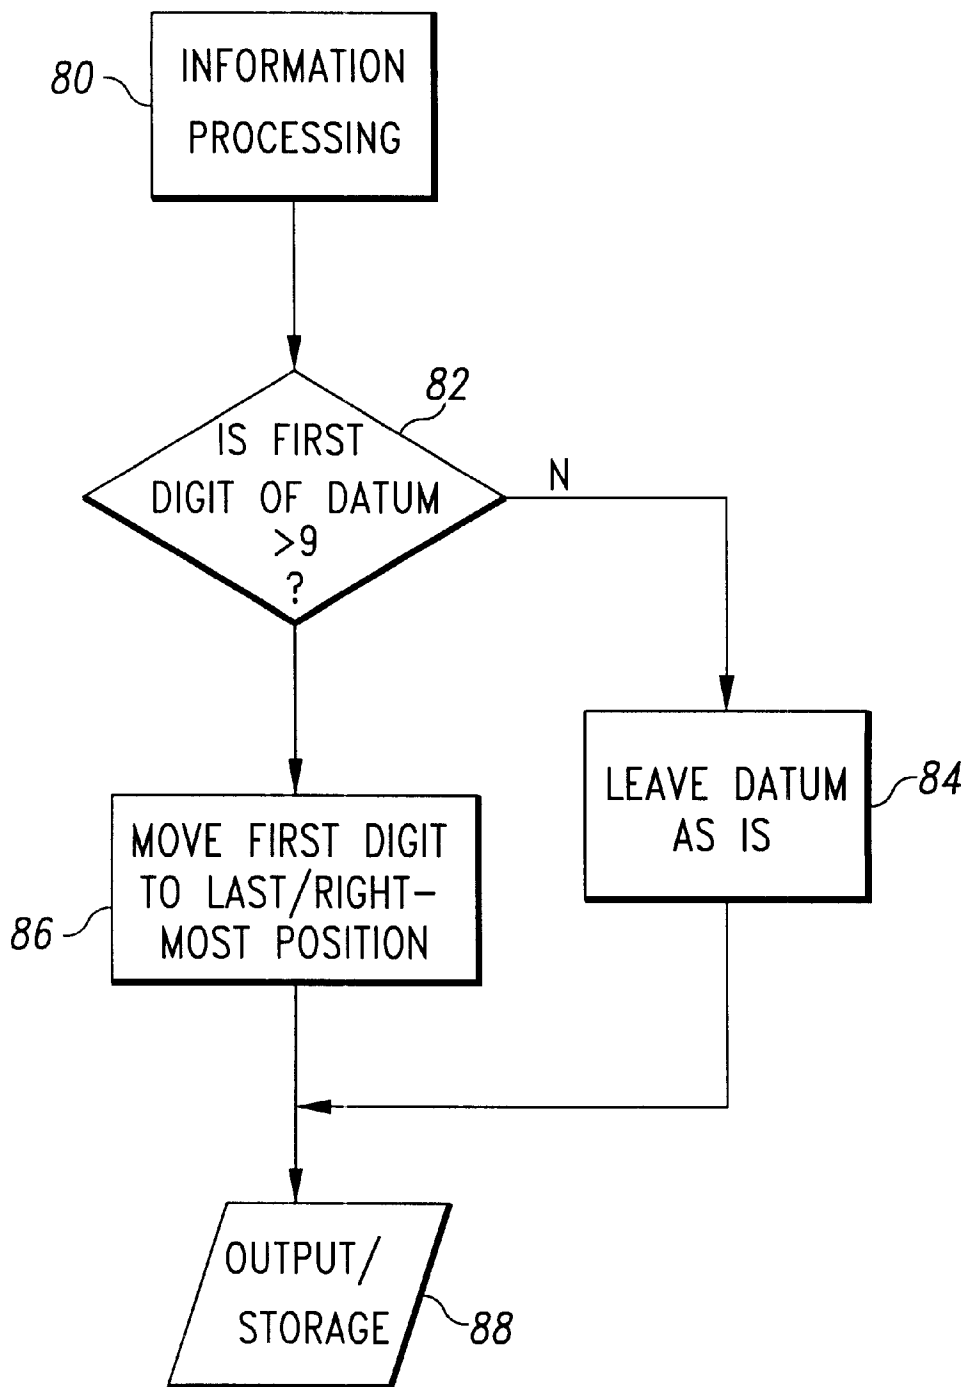 80
INFORMATION
PROCESSING
82
IS FIRST
DIGIT OF DATUM
>9
?
N
LEAVE DATUM
AS IS
84
MOVE FIRST DIGIT
TO LAST/RIGHT-
MOST POSITION
86
OUTPUT/
STORAGE
88